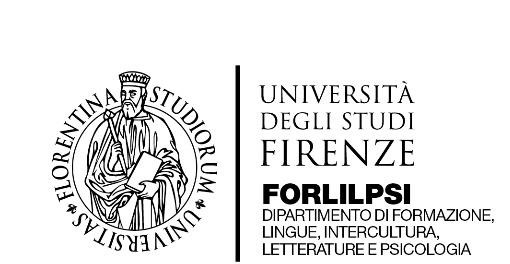 FLORENTINA STUDIORUM UNIVERSITAS
UNIVERSITÀ
DEGLI STUDI
FIRENZE
FORLILPSI
DIPARTIMENTO DI FORMAZIONE,
LINGUE, INTERCULTURA,
LETTERATURE E PSICOLOGIA